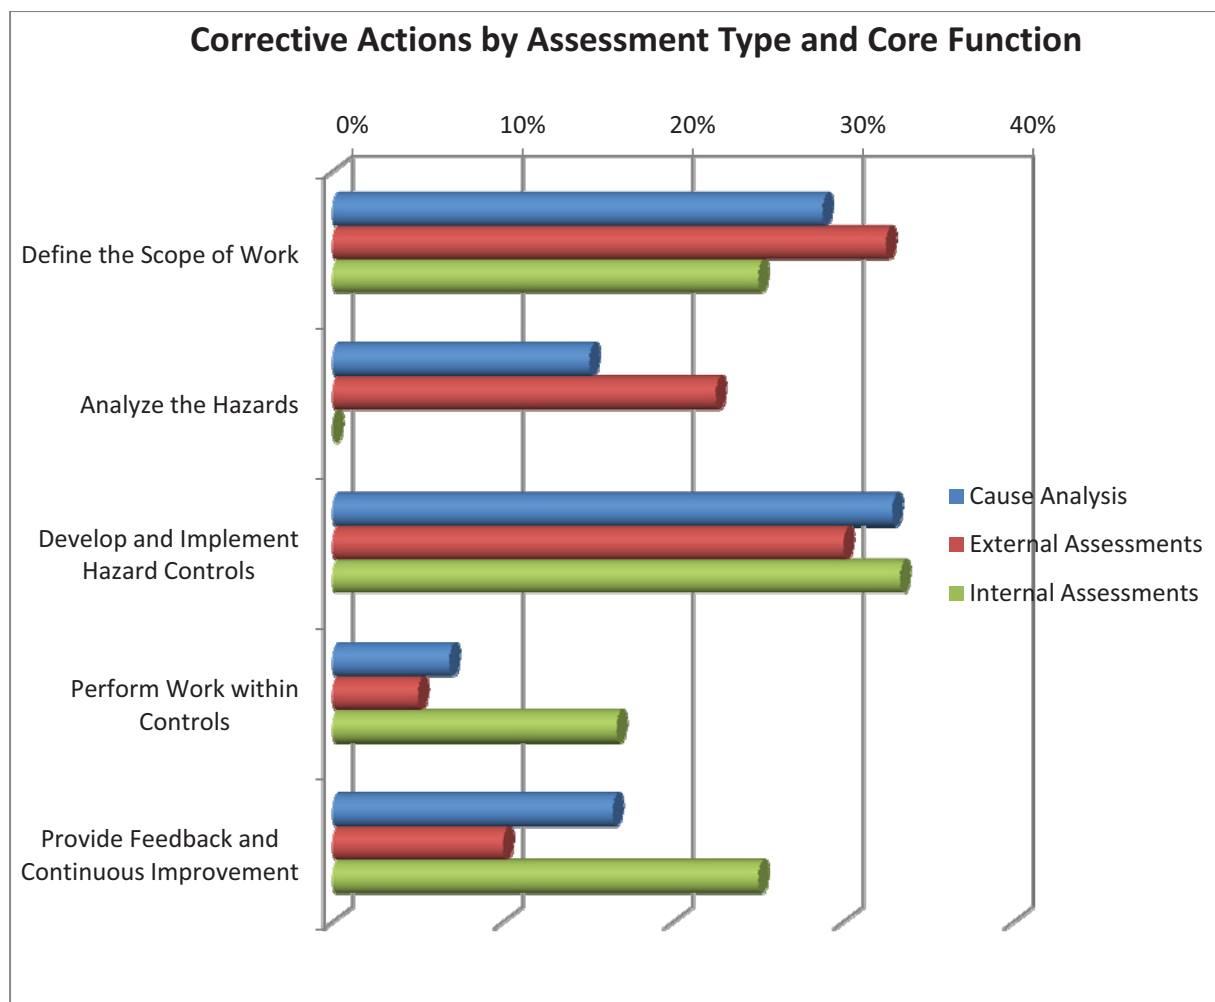 Corrective Actions by Assessment Type and Core Function
0% 10% 20% 30% 40%
Define the Scope of Work
Analyze the Hazards
Develop and Implement
Hazard Controls
Perform Work within
Controls
Provide Feedback and
Continuous Improvement
Cause Analysis
External Assessments
Internal Assessments